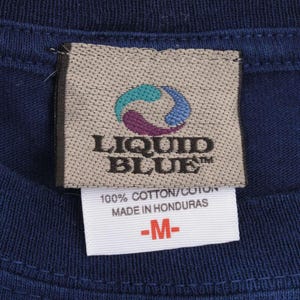 LIQUID
BLUE™
100% COTTON/COTON
MADE IN HONDURAS
-M-